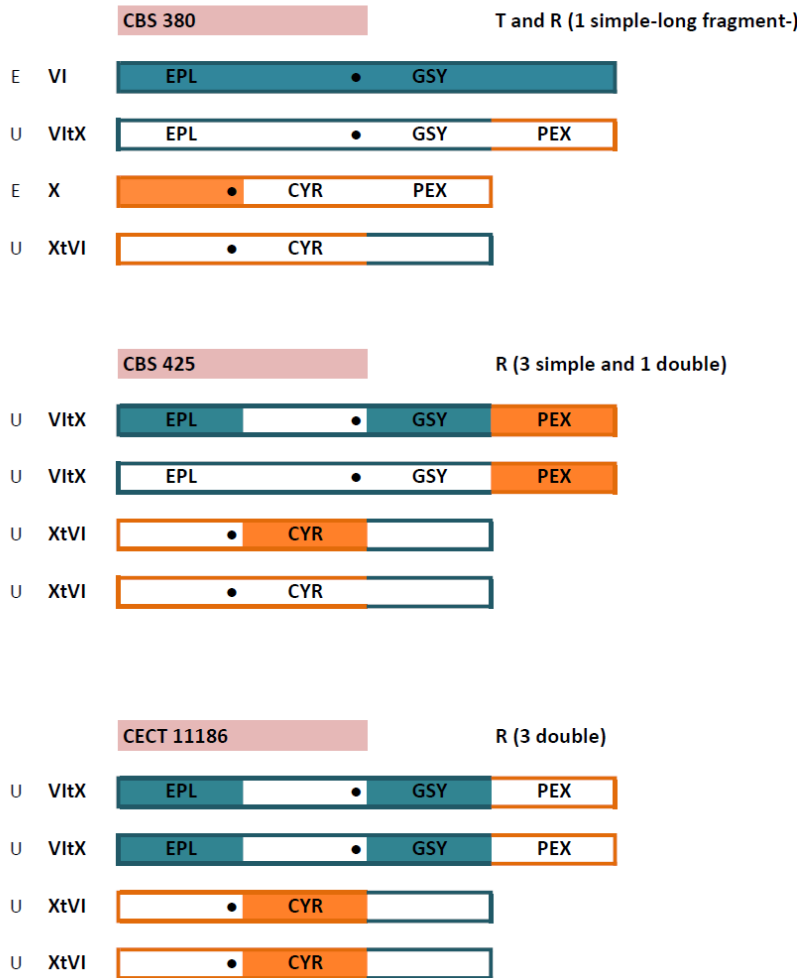 CBS 380 T and R (1 simple-long fragment-)
E VI EPL • GSY
U VItX EPL • GSY PEX
E X • CYR PEX
U XtVI • CYR
CBS 425 R (3 simple and 1 double)
U VItX EPL • GSY PEX
U VItX EPL • GSY PEX
U XtVI • CYR
U XtVI • CYR
CECT 11186 R (3 double)
U VItX EPL • GSY PEX
U VItX EPL • GSY PEX
U XtVI • CYR
U XtVI • CYR